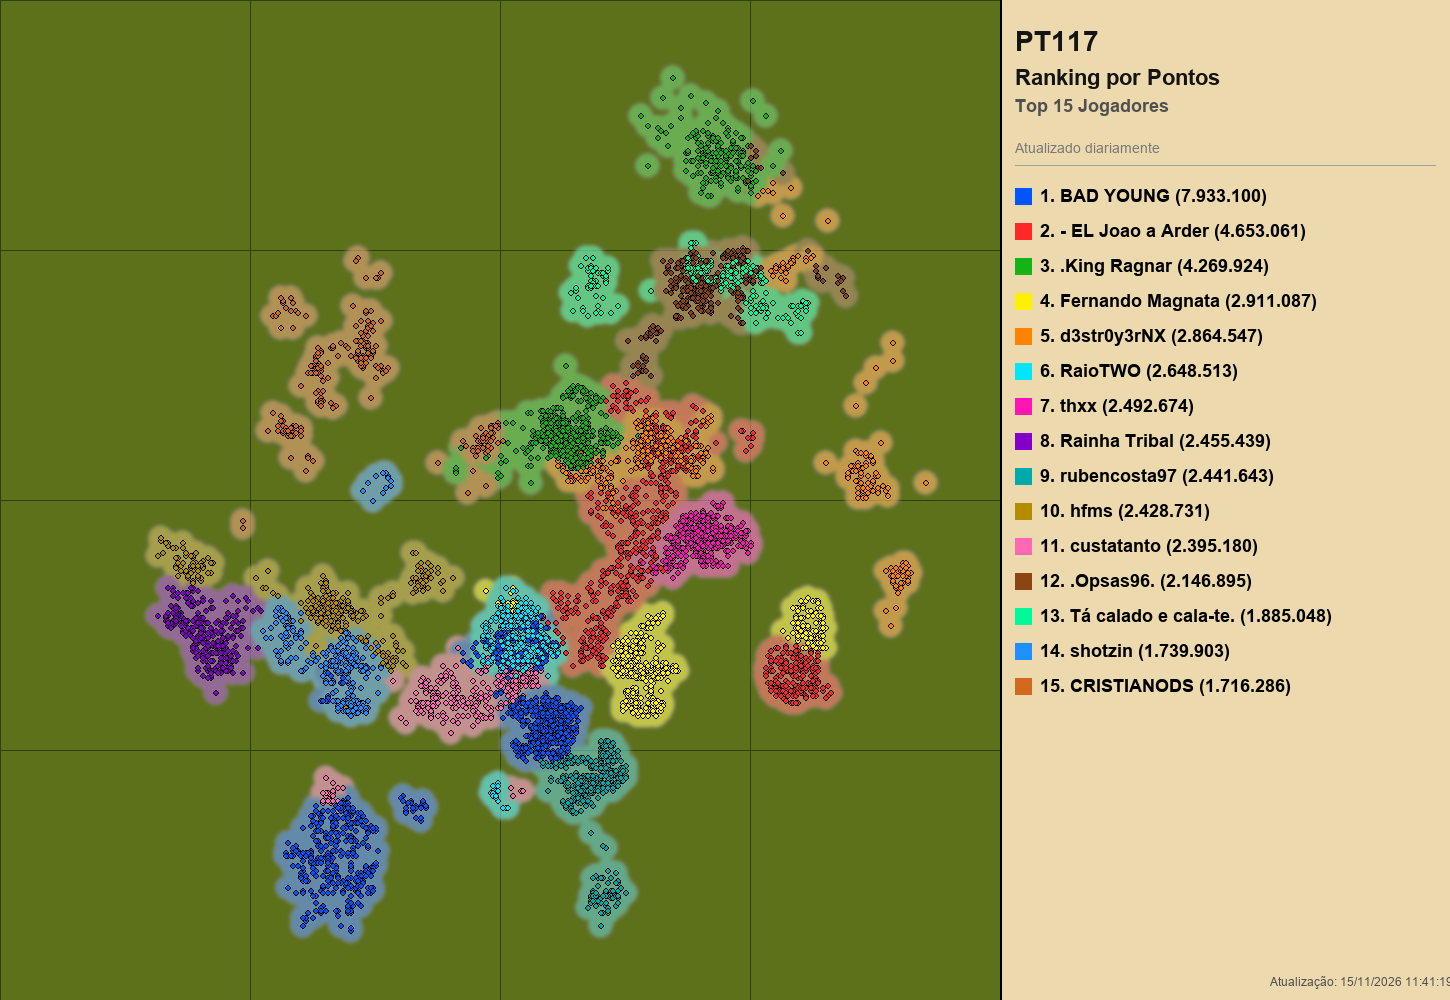 PT117
Ranking por Pontos
Top 15 Jogadores
Atualizado diariamente
1. BAD YOUNG (7.933.100)
2. - EL Joao a Arder (4.653.061)
3. .King Ragnar (4.269.924)
4. Fernando Magnata (2.911.087)
5. d3str0y3rNX (2.864.547)
6. RaioTWO (2.648.513)
7. thxx (2.492.674)
8. Rainha Tribal (2.455.439)
9. rubencosta97 (2.441.643)
10. hfms (2.428.731)
11. custatanto (2.395.180)
12. .Opsas96. (2.146.895)
13. Tá calado e cala-te. (1.885.048)
14. shotzin (1.739.903)
15. CRISTIANODS (1.716.286)
Atualização: 15/11/2026 11:41:19